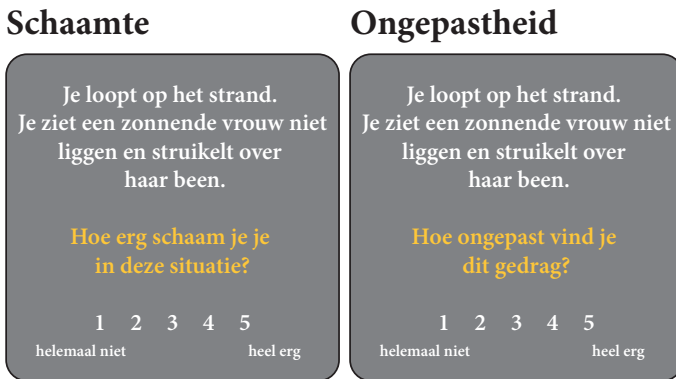 Schaamte
Je loopt op het strand.
Je ziet een zonnende vrouw niet
liggen en struikelt over
haar been.
Hoe erg schaam je je
in deze situatie?
1 2 3 4 5
helemaal niet heel erg
Ongepastheid
Je loopt op het strand.
Je ziet een zonnende vrouw niet
liggen en struikelt over
haar been.
Hoe ongepast vind je
dit gedrag?
1 2 3 4 5
helemaal niet heel erg